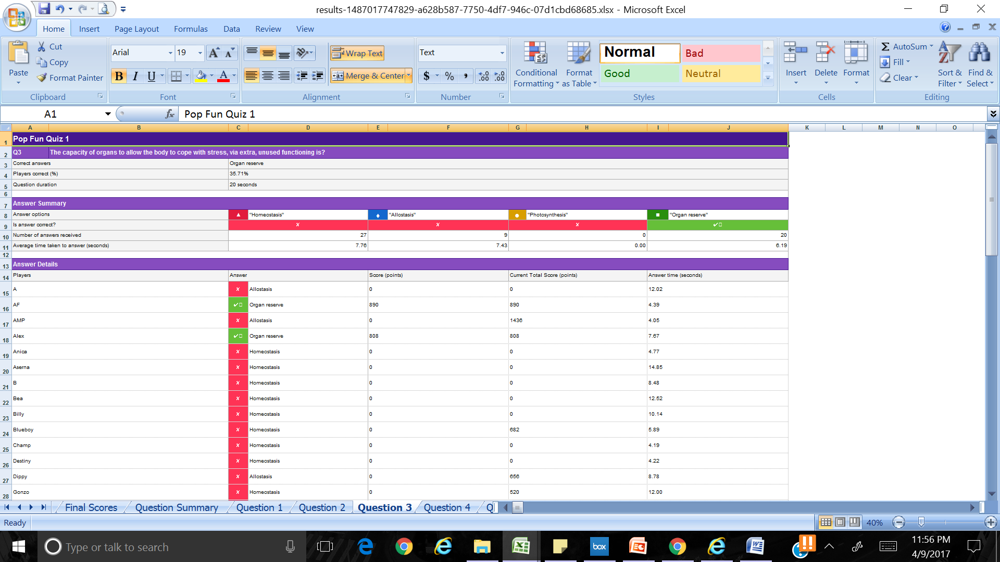 results-1487017747829-a628b587-7750-4df7-946c-07d1cbd68685.xlsx - Microsoft Excel
Home Insert Page Layout Formulas Data Review View
Paste
Cut
Copy
Format Painter
Clipboard
Arial 19
B I U
Font
Wrap Text
Merge & Center
Alignment
Text
$ % ,
Number
Conditional Formatting
Format as Table
Normal Bad
Good Neutral
Styles
Insert Delete Format
Cells
AutoSum
Fill
Clear
Sort & Filter
Find & Select
Editing
A1 fx Pop Fun Quiz 1
A B C D E F G H I J K L M N O
1 Pop Fun Quiz 1
2 Q3 The capacity of organs to allow the body to cope with stress, via extra, unused functioning is?
3 Correct answers Organ reserve
4 Players correct (%) 35.71%
5 Question duration 20 seconds
6
7 Answer Summary
8 Answer options "Homeostasis" "Allostasis" "Photosynthesis" "Organ reserve"
9 Is answer correct? ✘ ✘ ✘ ✔
10 Number of answers received 27 9 0 20
11 Average time taken to answer (seconds) 7.76 7.43 0.00 6.19
12
13 Answer Details
14 Players Answer Score (points) Current Total Score (points) Answer time (seconds)
15 A ✘ Allostasis 0 0 12.02
16 AF ✔ Organ reserve 890 890 4.39
17 AMP ✘ Allostasis 0 1436 4.05
18 Alex ✔ Organ reserve 808 808 7.67
19 Anica ✘ Homeostasis 0 0 4.77
20 Aserna ✘ Homeostasis 0 0 14.85
21 B ✘ Homeostasis 0 0 8.48
22 Bea ✘ Homeostasis 0 0 12.52
23 Billy ✘ Homeostasis 0 0 10.14
24 Blueboy ✘ Homeostasis 0 682 5.89
25 Champ ✘ Homeostasis 0 0 4.19
26 Destiny ✘ Homeostasis 0 0 4.22
27 Dippy ✘ Allostasis 0 656 8.78
28 Gonzo ✘ Homeostasis 0 520 12.00
Final Scores Question Summary Question 1 Question 2 Question 3 Question 4 Q
Ready 40%
Type or talk to search
box
11:56 PM
4/9/2017